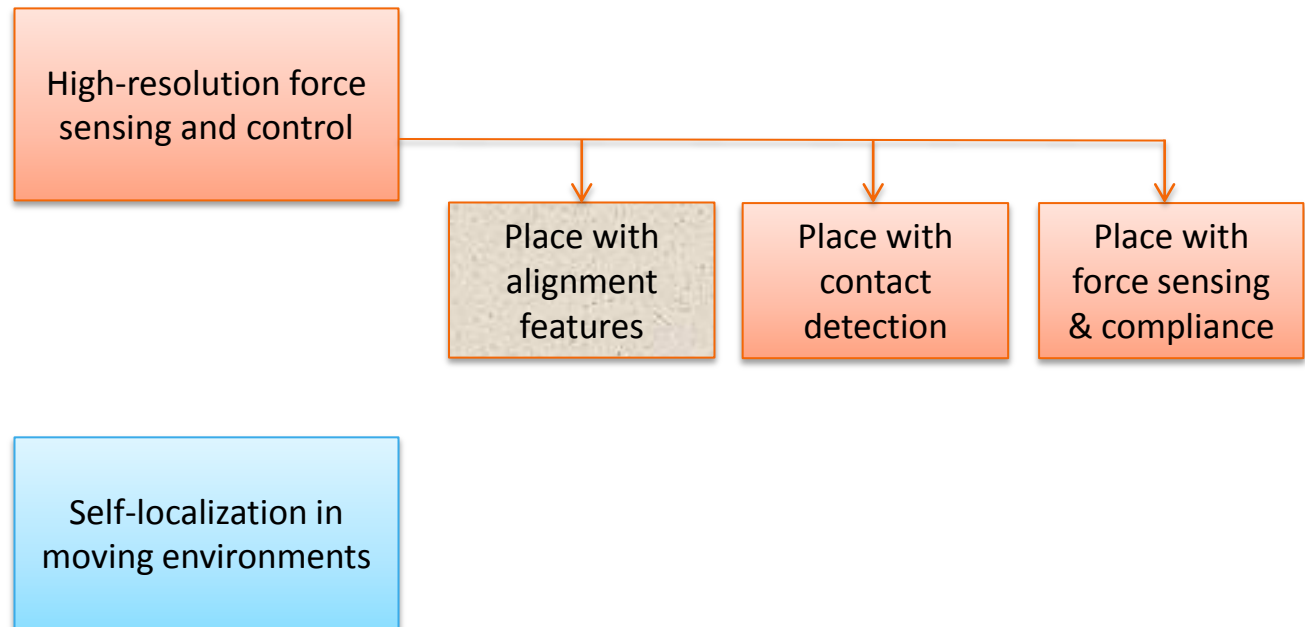 High-resolution force
sensing and control
Place with
alignment
features
Place with
contact
detection
Place with
force sensing
& compliance
Self-localization in
moving environments